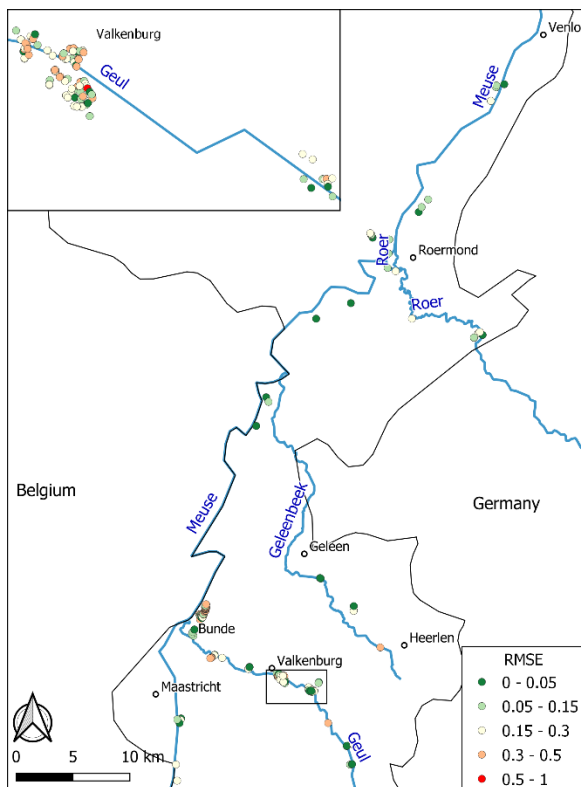 Valkenburg
Geul
Venlo
Meuse
Roer
Roermond
Roer
Belgium
Meuse
Geleenbeek
Germany
Geleen
Bunde
Heerlen
Valkenburg
Maastricht
Geul
RMSE
0 - 0.05
0.05 - 0.15
0.15 - 0.3
0.3 - 0.5
0.5 - 1
0 5 10 km